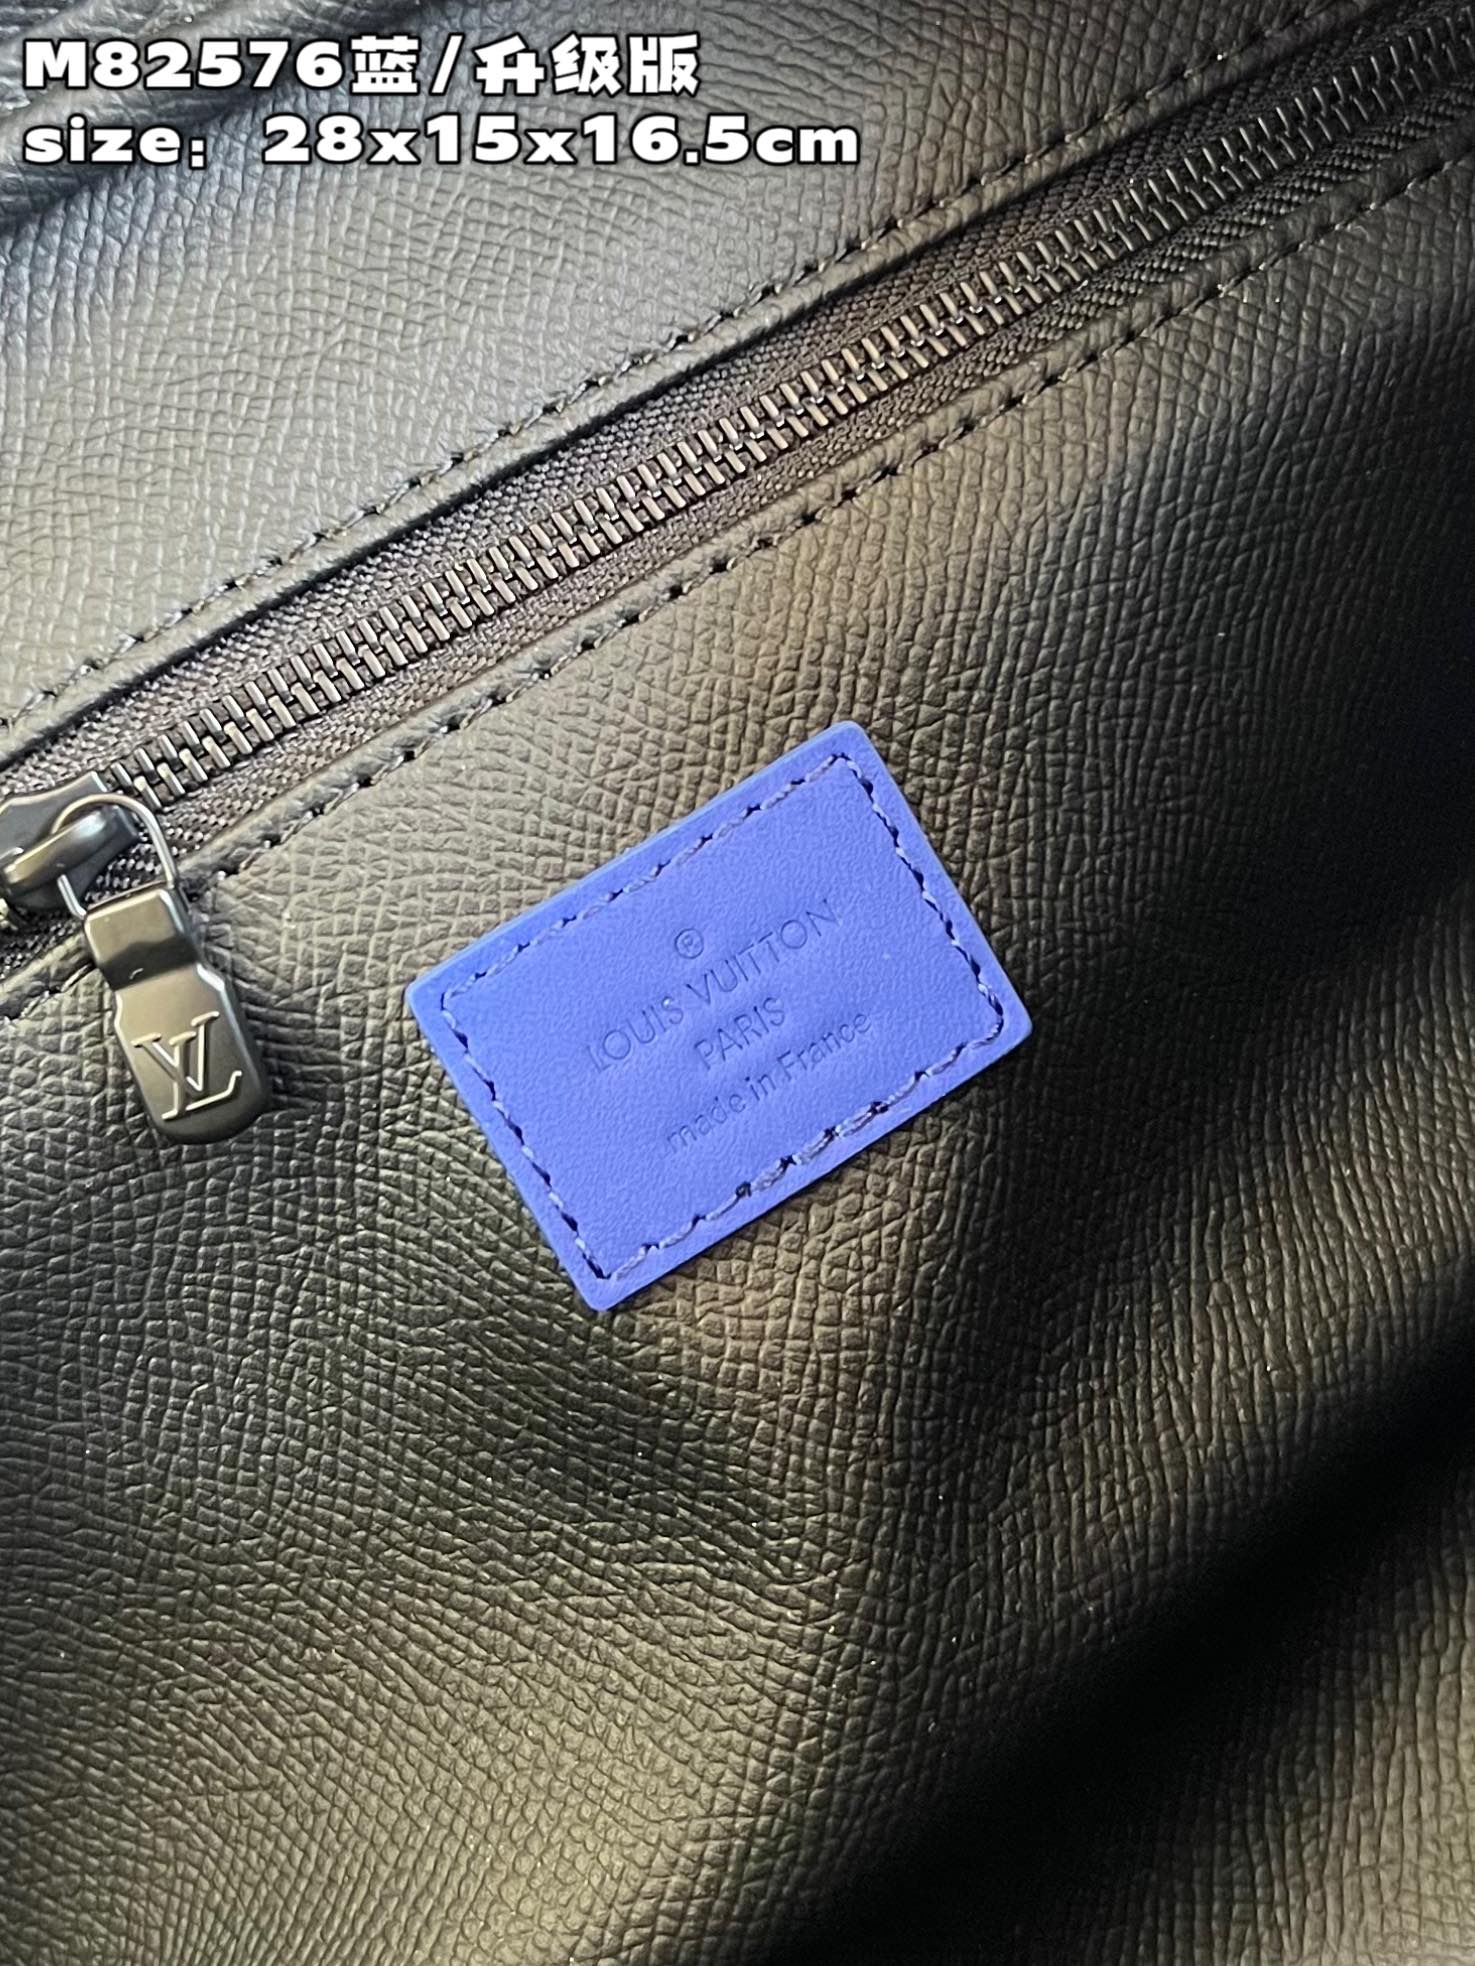 M82576蓝/升级版
size：28x15x16.5cm
®
LOUIS VUITTON
PARIS
made in France
LV